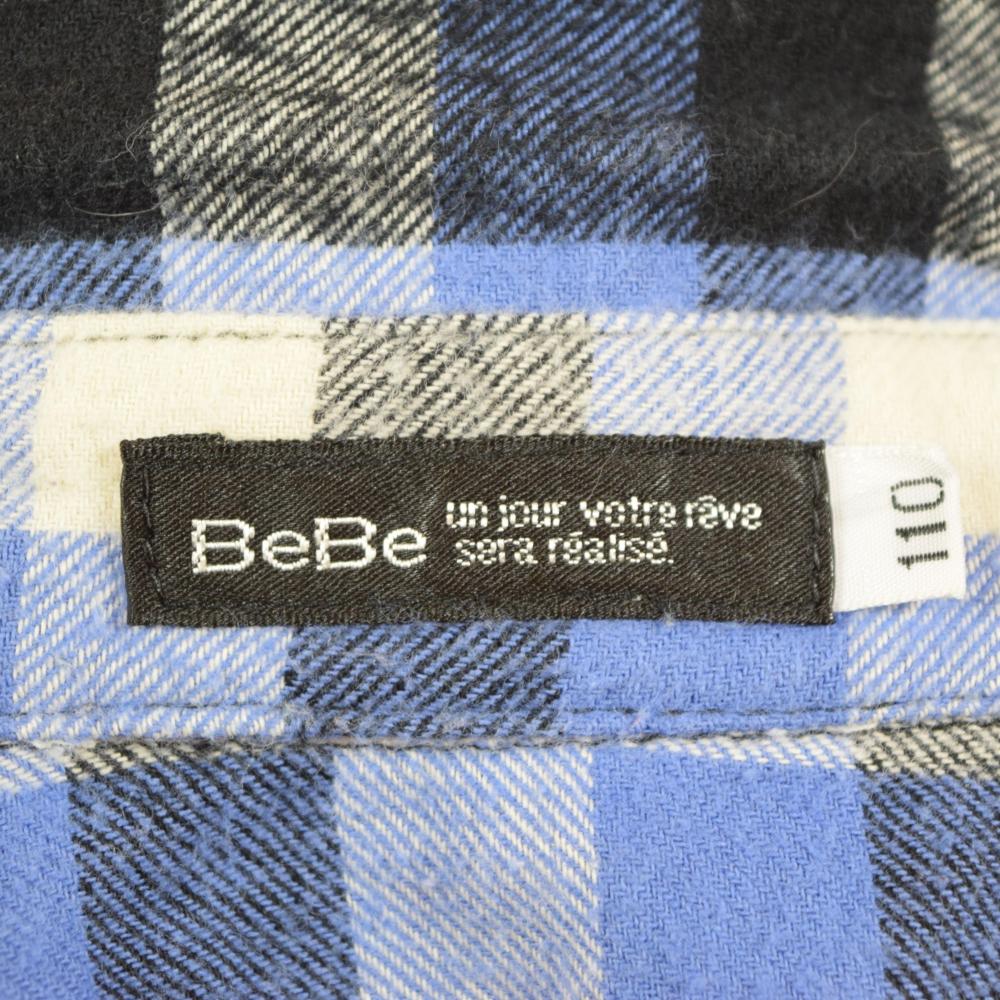 BeBe
un jour votre rêve
sera réalisé.
110